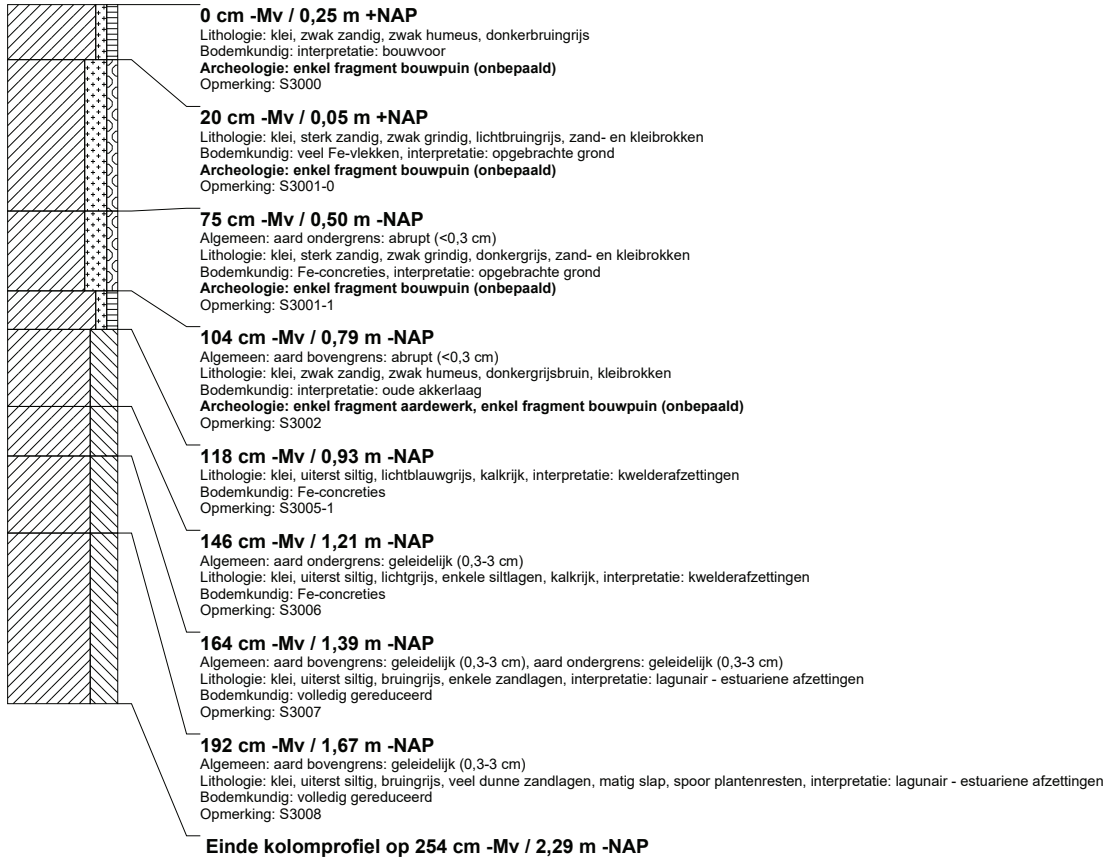 0 cm -Mv / 0,25 m +NAP
Lithologie: klei, zwak zandig, zwak humeus, donkerbruingrijs
Bodemkundig: interpretatie: bouwvoor
Archeologie: enkel fragment bouwpuin (onbepaald)
Opmerking: S3000
20 cm -Mv / 0,05 m +NAP
Lithologie: klei, sterk zandig, zwak grindig, lichtbruingrijs, zand- en kleibrokken
Bodemkundig: veel Fe-vlekken, interpretatie: opgebrachte grond
Archeologie: enkel fragment bouwpuin (onbepaald)
Opmerking: S3001-0
75 cm -Mv / 0,50 m -NAP
Algemeen: aard ondergrens: abrupt (<0,3 cm)
Lithologie: klei, sterk zandig, zwak grindig, donkergrijs, zand- en kleibrokken
Bodemkundig: Fe-concreties, interpretatie: opgebrachte grond
Archeologie: enkel fragment bouwpuin (onbepaald)
Opmerking: S3001-1
104 cm -Mv / 0,79 m -NAP
Algemeen: aard bovengrens: abrupt (<0,3 cm)
Lithologie: klei, zwak zandig, zwak humeus, donkergrijsbruin, kleibrokken
Bodemkundig: interpretatie: oude akkerlaag
Archeologie: enkel fragment aardewerk, enkel fragment bouwpuin (onbepaald)
Opmerking: S3002
118 cm -Mv / 0,93 m -NAP
Lithologie: klei, uiterst siltig, lichtblauwgrijs, kalkrijk, interpretatie: kwelderafzettingen
Bodemkundig: Fe-concreties
Opmerking: S3005-1
146 cm -Mv / 1,21 m -NAP
Algemeen: aard ondergrens: geleidelijk (0,3-3 cm)
Lithologie: klei, uiterst siltig, lichtgrijs, enkele siltlagen, kalkrijk, interpretatie: kwelderafzettingen
Bodemkundig: Fe-concreties
Opmerking: S3006
164 cm -Mv / 1,39 m -NAP
Algemeen: aard bovengrens: geleidelijk (0,3-3 cm), aard ondergrens: geleidelijk (0,3-3 cm)
Lithologie: klei, uiterst siltig, bruingrijs, enkele zandlagen, interpretatie: lagunair - estuariene afzettingen
Bodemkundig: volledig gereduceerd
Opmerking: S3007
192 cm -Mv / 1,67 m -NAP
Algemeen: aard bovengrens: geleidelijk (0,3-3 cm)
Lithologie: klei, uiterst siltig, bruingrijs, veel dunne zandlagen, matig slap, spoor plantenresten, interpretatie: lagunair - estuariene afzettingen
Bodemkundig: volledig gereduceerd
Opmerking: S3008
Einde kolomprofiel op 254 cm -Mv / 2,29 m -NAP